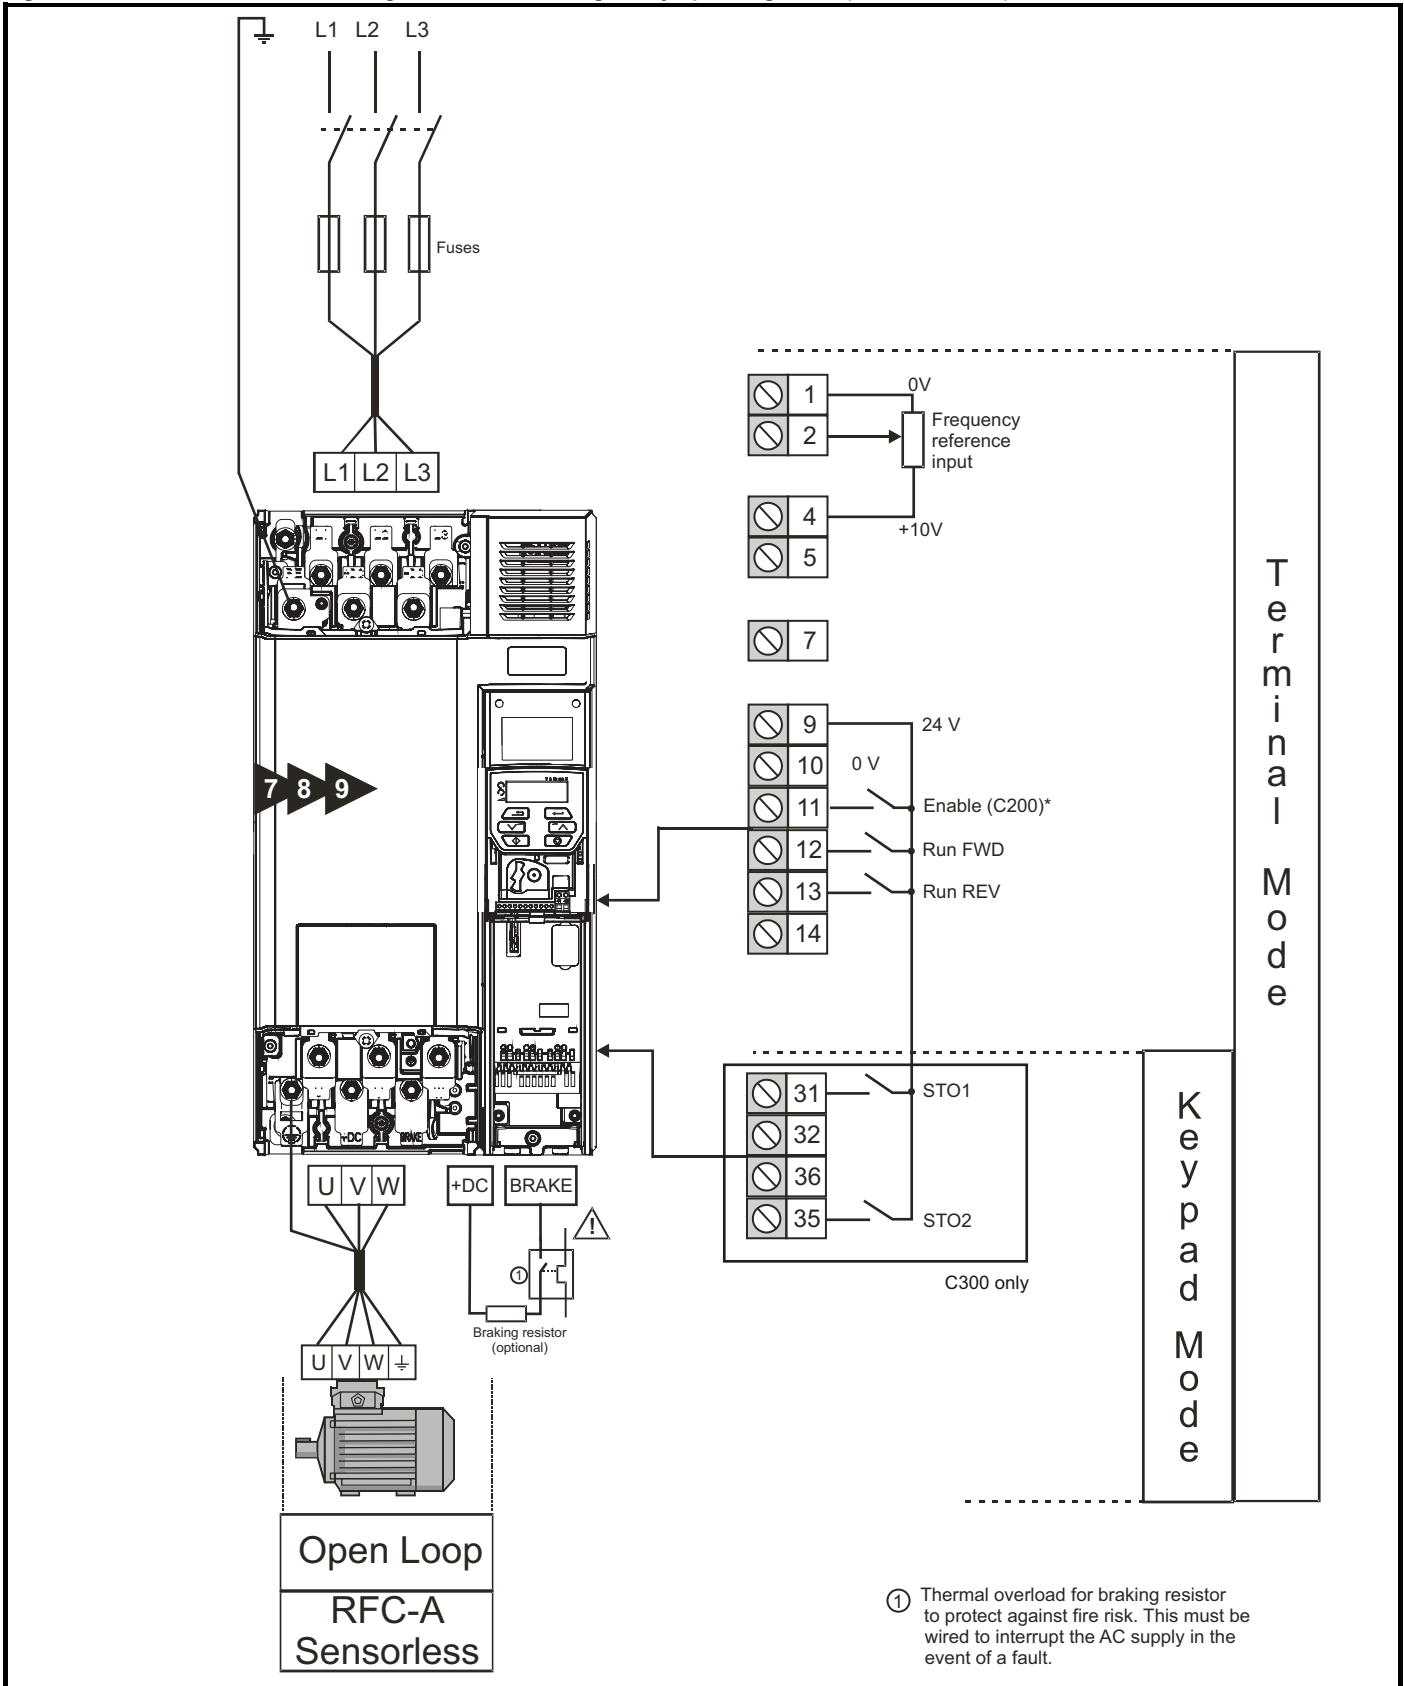 L1 L2 L3
Fuses
L1 L2 L3
1
2
4
5
7
9
10
11
12
13
14
0V
Frequency
reference
input
+10V
24 V
0 V
Enable (C200)*
Run FWD
Run REV
31
32
36
35
STO1
STO2
C300 only
Terminal Mode
Keypad Mode
7 8 9
+DC BRAKE
U V W
+DC
BRAKE
1
Braking resistor
(optional)
U V W
Open Loop
RFC-A
Sensorless
1 Thermal overload for braking resistor
to protect against fire risk. This must be
wired to interrupt the AC supply in the
event of a fault.